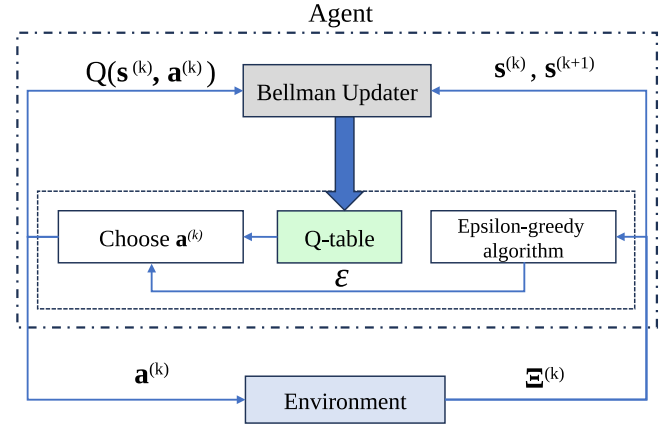 Agent
Q(s⁽ᵏ⁾, a⁽ᵏ⁾)
Bellman Updater
s⁽ᵏ⁾, s⁽ᵏ⁺¹⁾
Choose a⁽ᵏ⁾
Q-table
Epsilon-greedy
algorithm
ε
a⁽ᵏ⁾
Environment
Ξ⁽ᵏ⁾